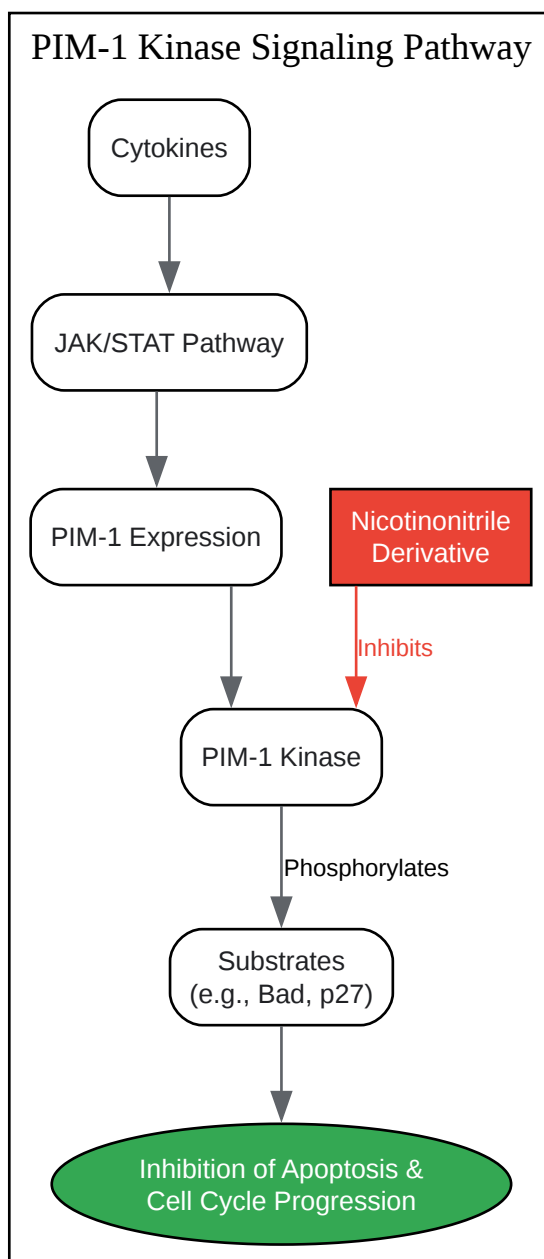 PIM-1 Kinase Signaling Pathway
Cytokines
JAK/STAT Pathway
PIM-1 Expression
Nicotinonitrile
Derivative
Inhibits
PIM-1 Kinase
Phosphorylates
Substrates
(e.g., Bad, p27)
Inhibition of Apoptosis &
Cell Cycle Progression